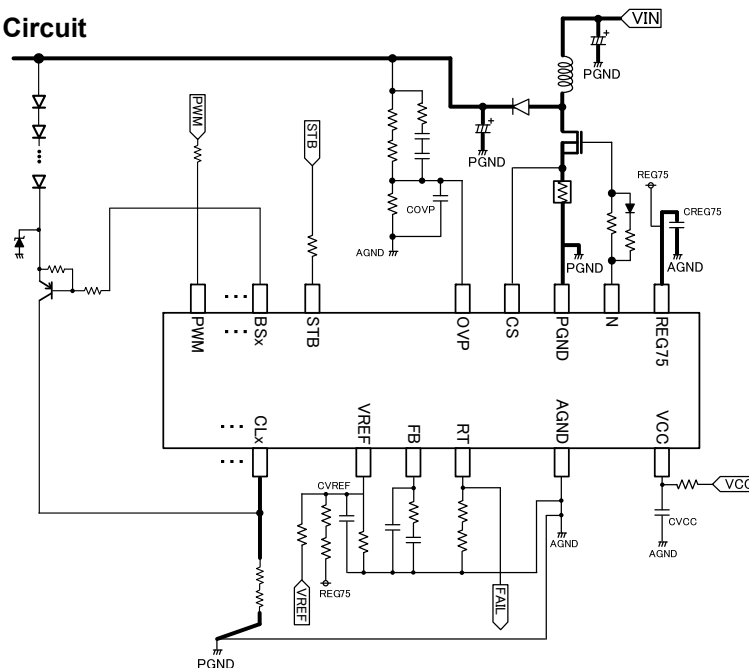 Circuit
VIN
PGND
PWM
STB
PGND
REG75
COVP
CREG75
AGND
PGND
AGND
PWM
BSx
STB
OVP
CS
PGND
N
REG75
CLx
VREF
FB
RT
AGND
VCC
CVREF
VCC
CVCC
AGND
AGND
REG75
VREF
FAIL
PGND